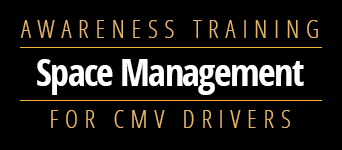 AWARENESS TRAINING
Space Management
FOR CMV DRIVERS